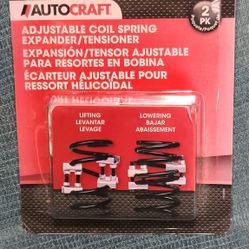 AUTOCRAFT
2
PK
ADJUSTABLE COIL SPRING
EXPANDER/TENSIONER
EXPANSIÓN/TENSOR AJUSTABLE
PARA RESORTES EN BOBINA
ÉCARTEUR AJUSTABLE POUR
RESSORT HÉLICOÏDAL
LIFTING
LEVANTAR
LEVAGE
LOWERING
BAJAR
ABAISSEMENT